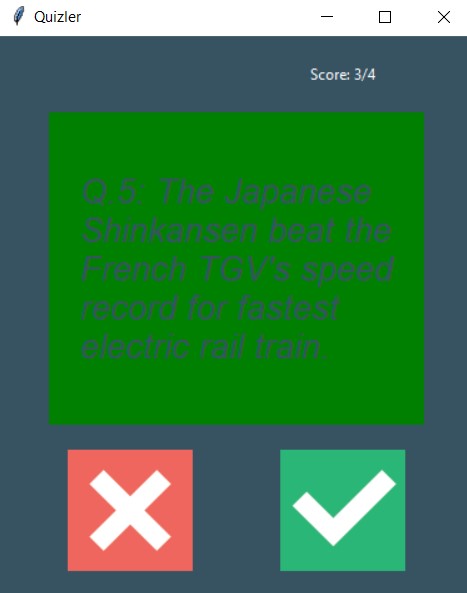 Quizler
Score: 3/4
Q.5: The Japanese
Shinkansen beat the
French TGV's speed
record for fastest
electric rail train.